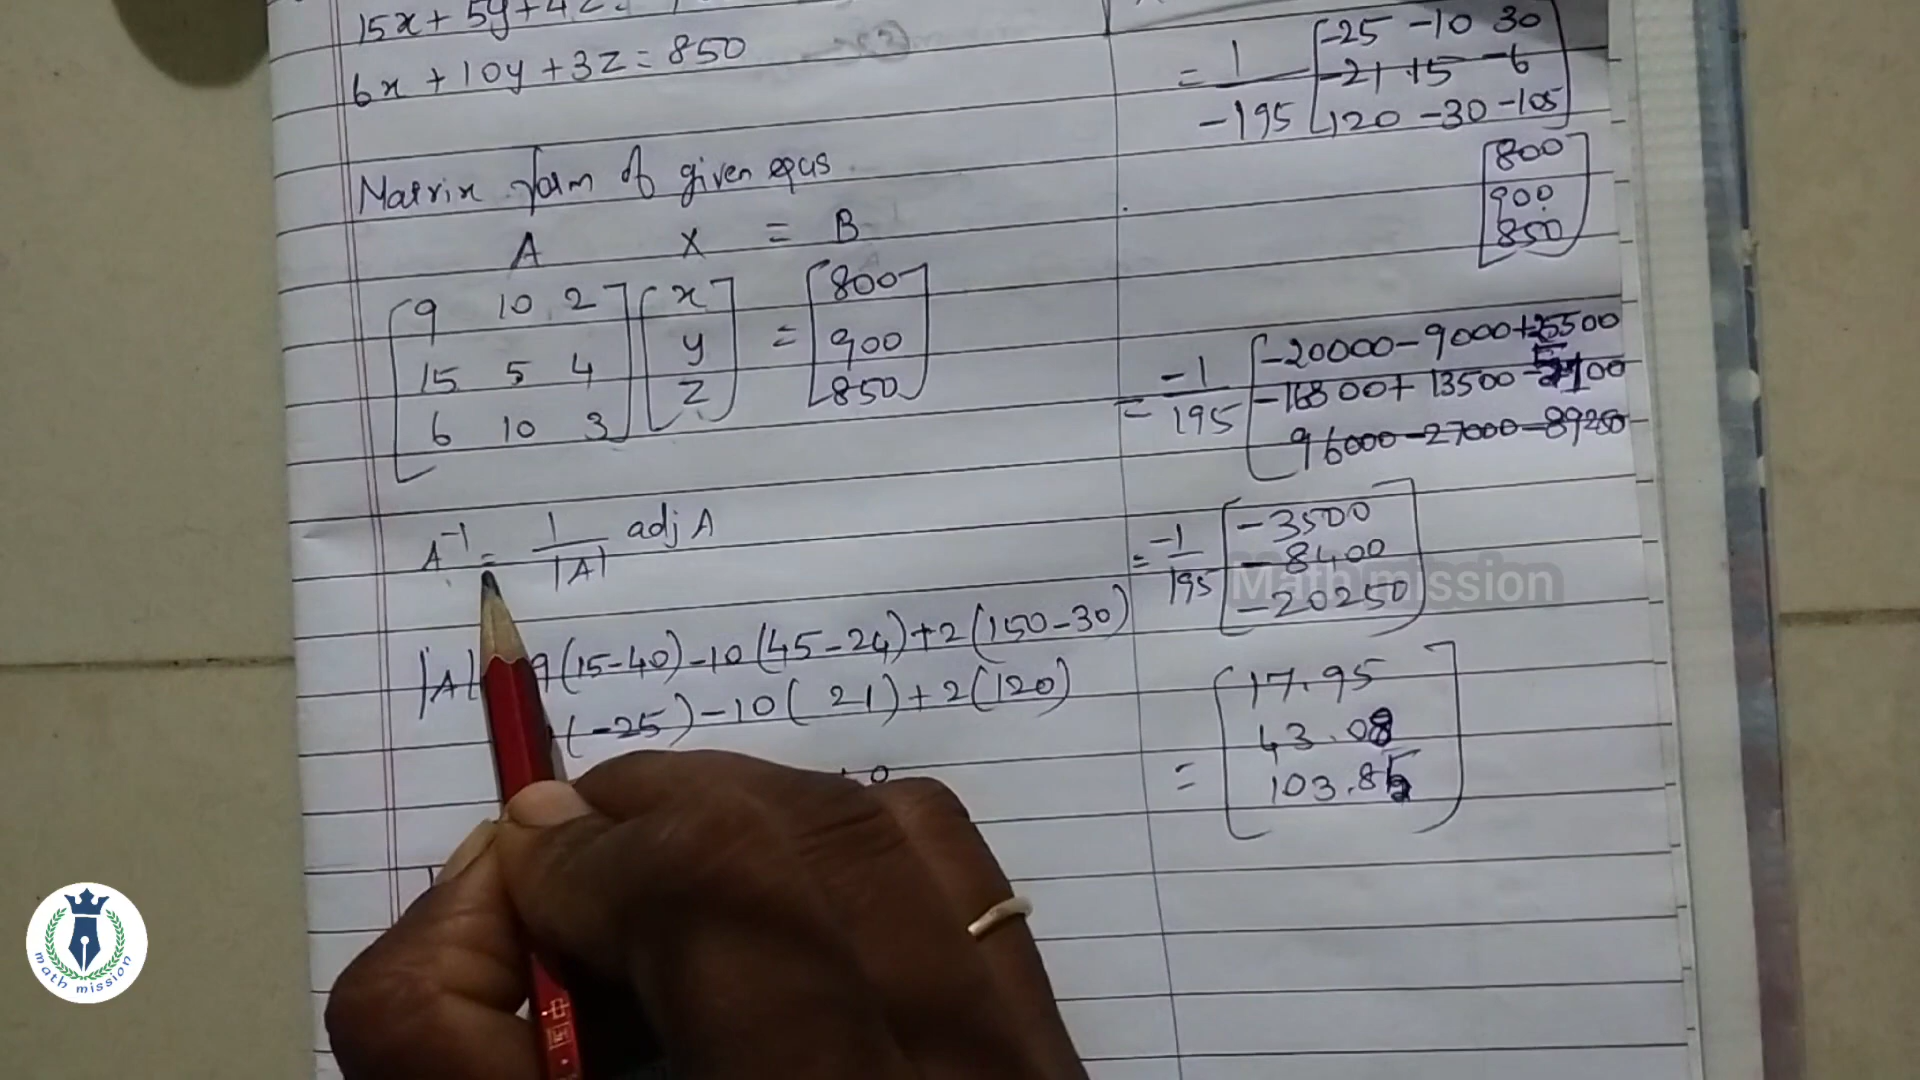 15x + 5y + 4z =
6x + 10y + 3z = 850
Matrix form of given equs
A X = B
[9 10 2] [x] = [800]
[15 5 4] [y] [900]
[6 10 3] [z] [850]
A⁻¹ = 1/|A| adj A
|A| 9(15-40)-10(45-24)+2(150-30)
(-25)-10( 21)+2(120)
= 1/-195 [-25 -10 30]
[-21 +15 -6]
[120 -30 -105]
[800]
[900]
[850]
= -1/195 [-20000-9000+25500
-16800+13500-5100
96000-27000-89250
= -1/195 [-3500]
[-8400]
[-20250]
= [17.95]
[43.08]
[103.85]
Math mission
math mission